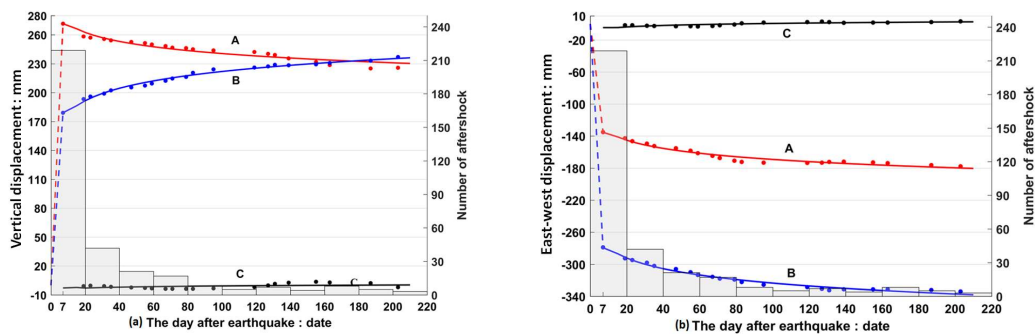 280
260
230
200
170
140
110
80
50
20
-10
Vertical displacement : mm
A
B
C
C
240
210
180
150
120
90
60
30
0
Number of aftershock
0 7 20 40 60 80 100 120 140 160 180 200 220
(a) The day after earthquake : date
10
-20
-60
-100
-140
-180
-220
-260
-300
-340
East-west displacement : mm
C
A
B
240
210
180
150
120
90
60
30
0
Number of aftershock
0 7 20 40 60 80 100 120 140 160 180 200 220
(b) The day after earthquake : date